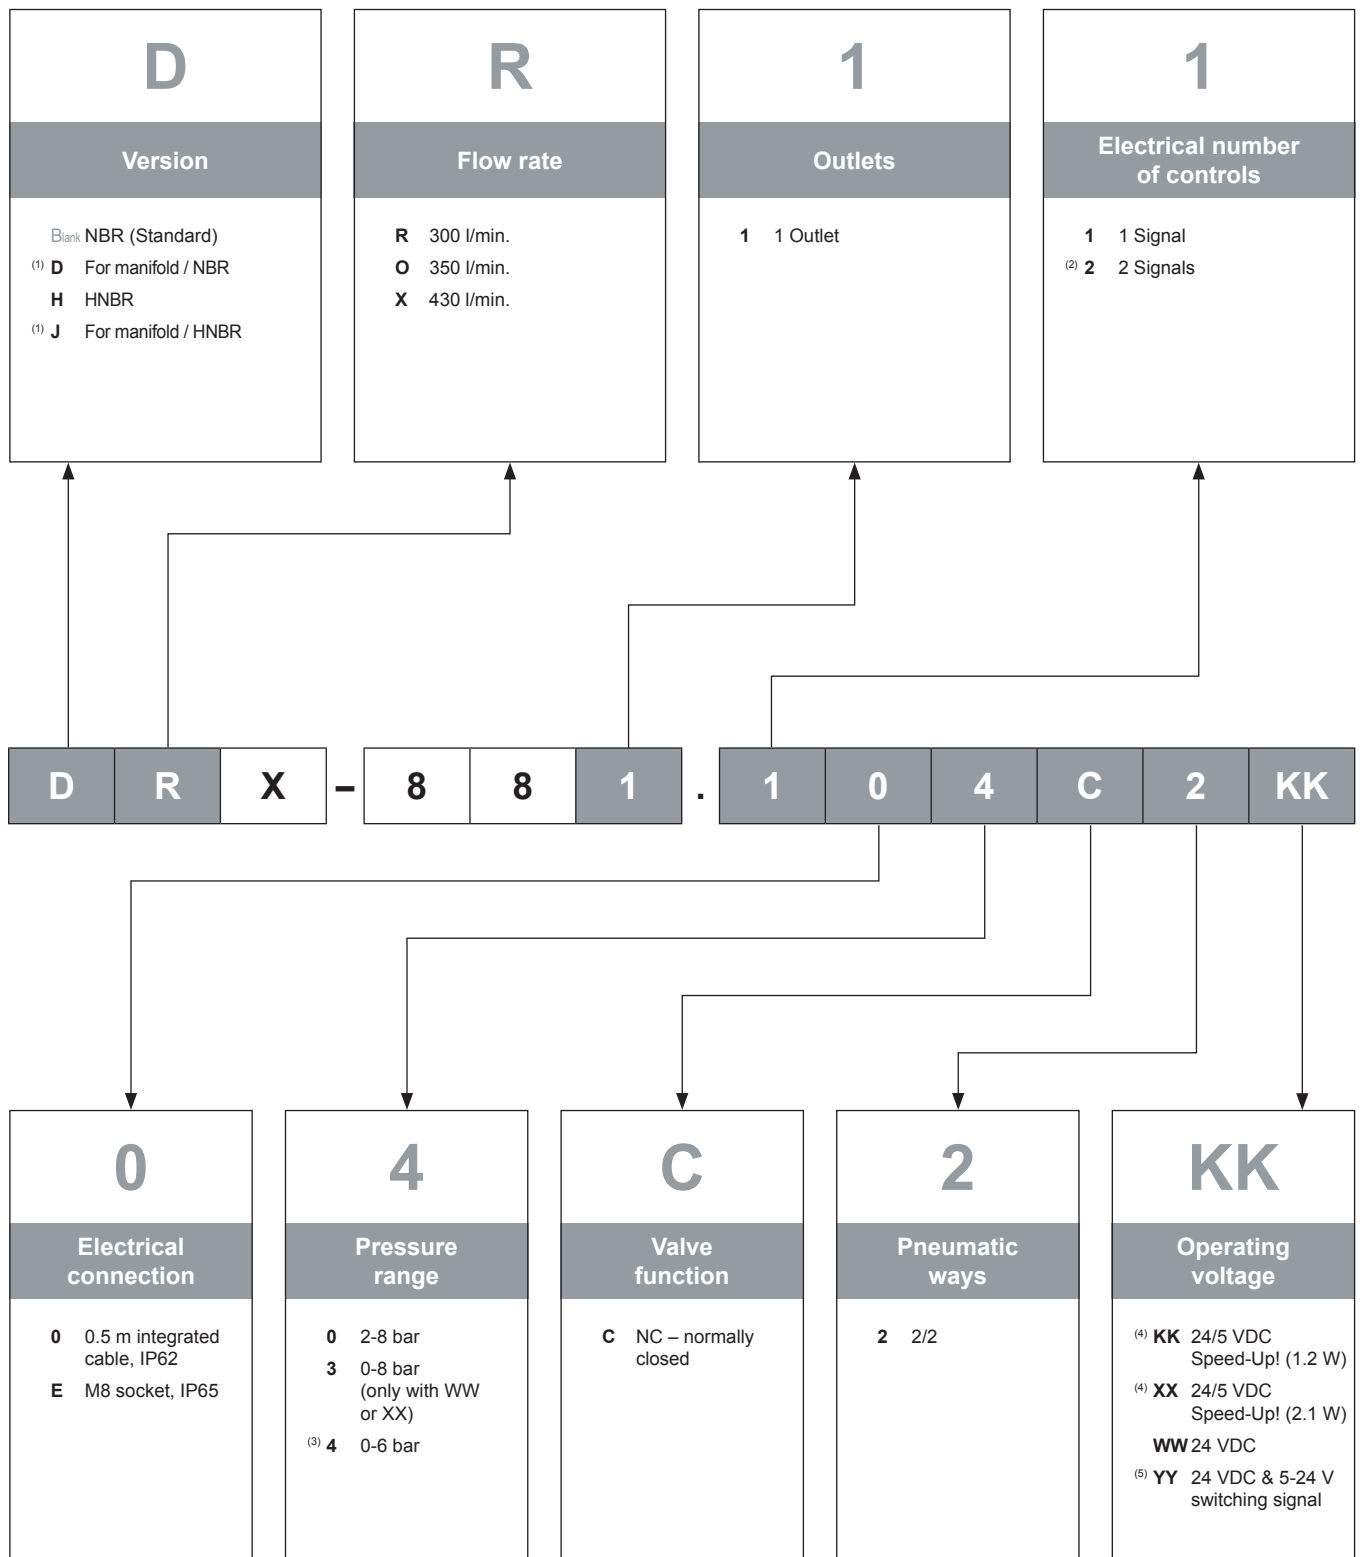 D
R
1
1
Version
Flow rate
Outlets
Electrical number
of controls
Blank NBR (Standard)
(1) D For manifold / NBR
H HNBR
(1) J For manifold / HNBR
R 300 l/min.
O 350 l/min.
X 430 l/min.
1 1 Outlet
1 1 Signal
(2) 2 2 Signals
D R X – 8 8 1 . 1 0 4 C 2 KK
0
4
C
2
KK
Electrical
connection
Pressure
range
Valve
function
Pneumatic
ways
Operating
voltage
0 0.5 m integrated
cable, IP62
E M8 socket, IP65
0 2-8 bar
3 0-8 bar
(only with WW
or XX)
(3) 4 0-6 bar
C NC – normally
closed
2 2/2
(4) KK 24/5 VDC
Speed-Up! (1.2 W)
(4) XX 24/5 VDC
Speed-Up! (2.1 W)
WW 24 VDC
(5) YY 24 VDC & 5-24 V
switching signal